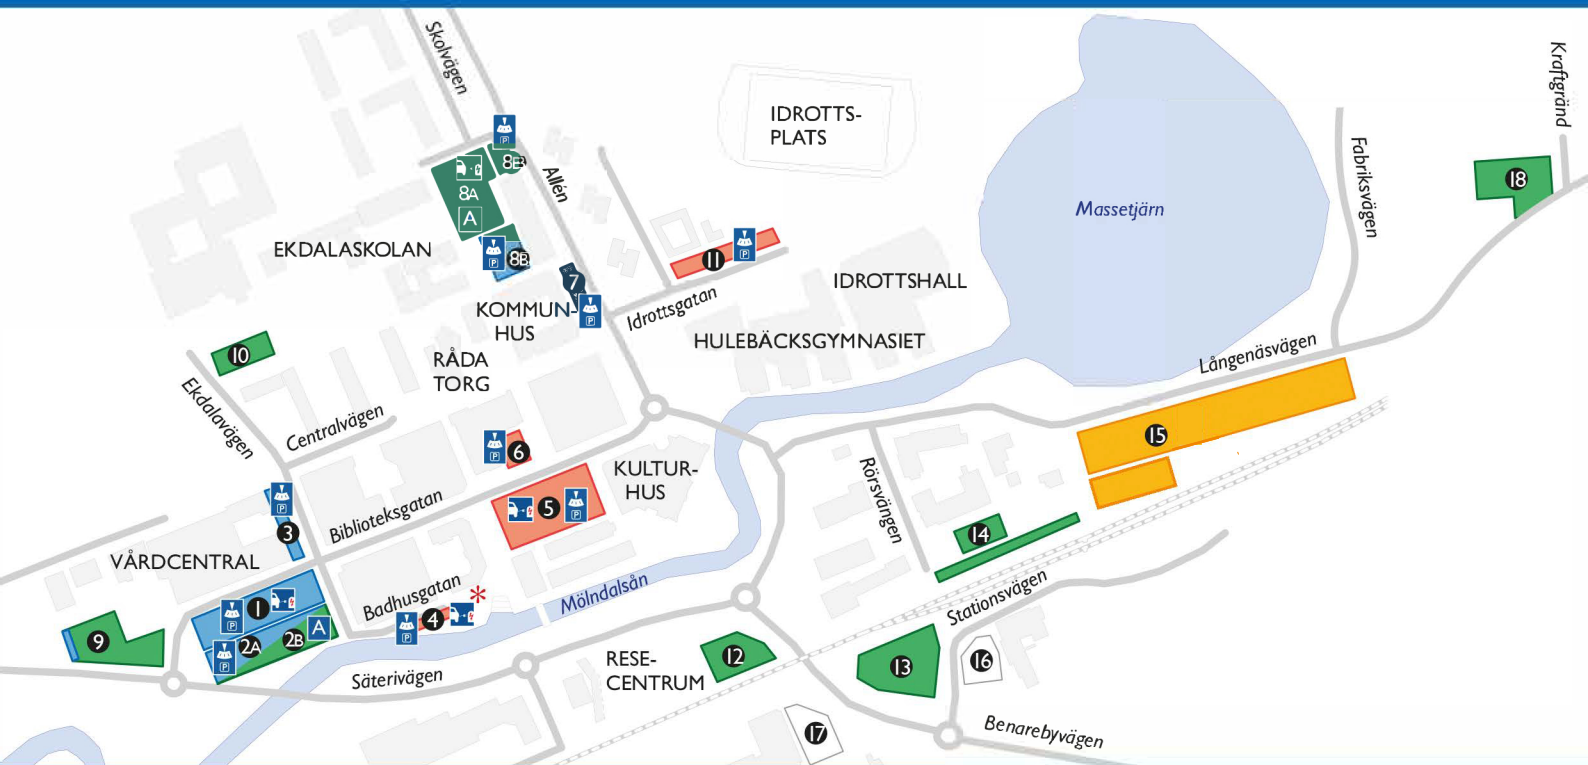 Skolvägen
Kraftgränd
IDROTTS-
PLATS
P
8B
8A
A
Allén
Fabriksvägen
18
Massetjärn
EKDALASKOLAN
P
8B
11
P
7
P
IDROTTSHALL
KOMMUN-
HUS
Idrottsgatan
HULEBÄCKSGYMNASIET
10
RÅDA
TORG
Långenäsvägen
Ekdalavägen
Centralvägen
P
6
15
KULTUR-
HUS
Rörsvängen
P
3
Biblioteksgatan
5
P
14
VÅRDCENTRAL
Badhusgatan
*
Mölndalsån
Stationsvägen
1
P
4
P
9
2A
2B
A
P
RESE-
CENTRUM
12
13
16
Säterivägen
17
Benarebyvägen